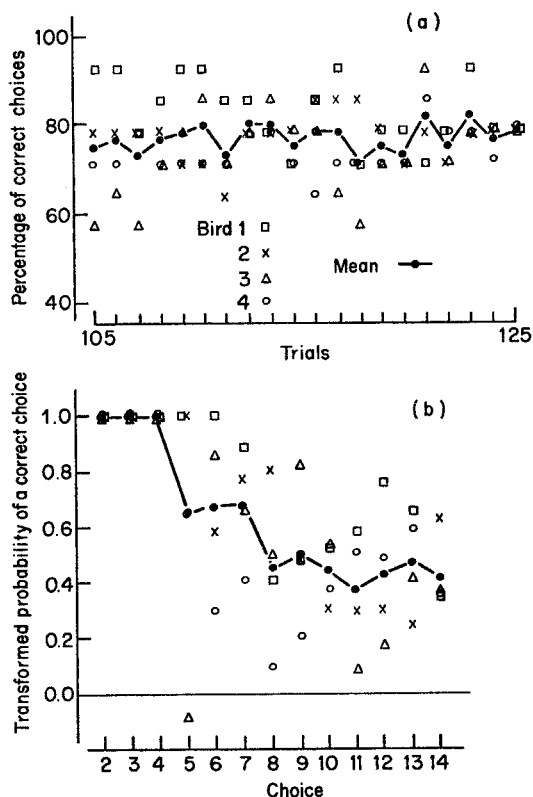 (a)
Percentage of correct choices
100
80
60
40
Bird 1
2
3
4
Mean
105
125
Trials
(b)
Transformed probability of a correct choice
1.0
0.8
0.6
0.4
0.2
0.0
2 3 4 5 6 7 8 9 10 11 12 13 14
Choice